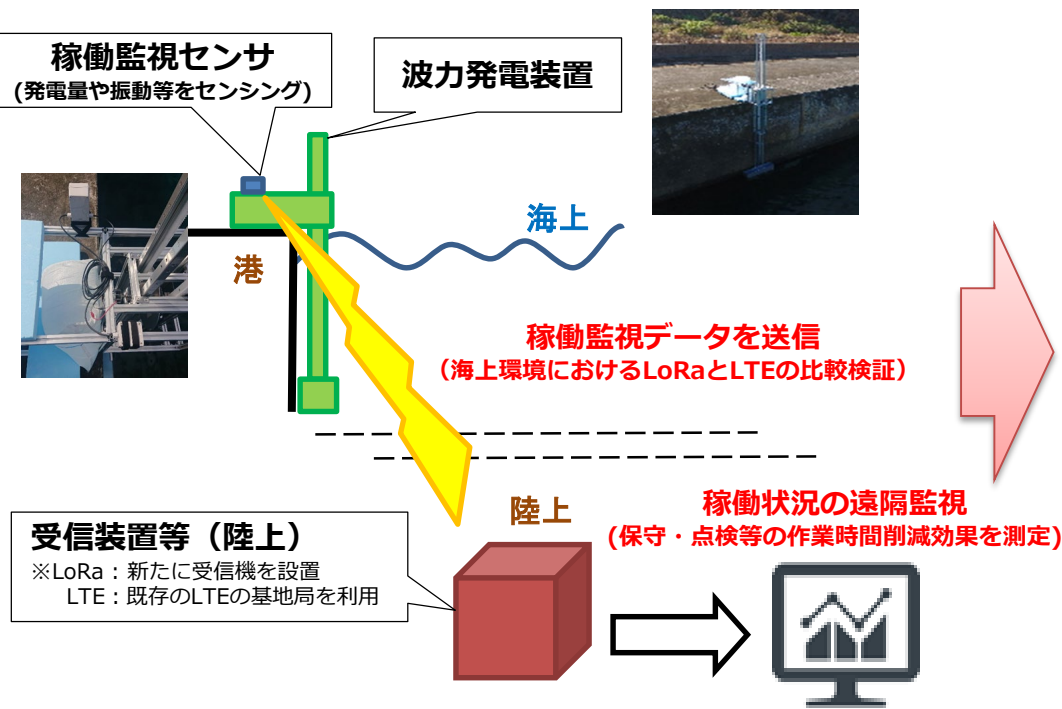 稼働監視センサ
(発電量や振動等をセンシング)
波力発電装置
海上
港
稼働監視データを送信
（海上環境におけるLoRaとLTEの比較検証）
陸上
稼働状況の遠隔監視
(保守・点検等の作業時間削減効果を測定)
受信装置等（陸上）
※LoRa：新たに受信機を設置
LTE：既存のLTEの基地局を利用